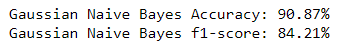 Gaussian Naive Bayes Accuracy: 90.87%
Gaussian Naive Bayes f1-score: 84.21%